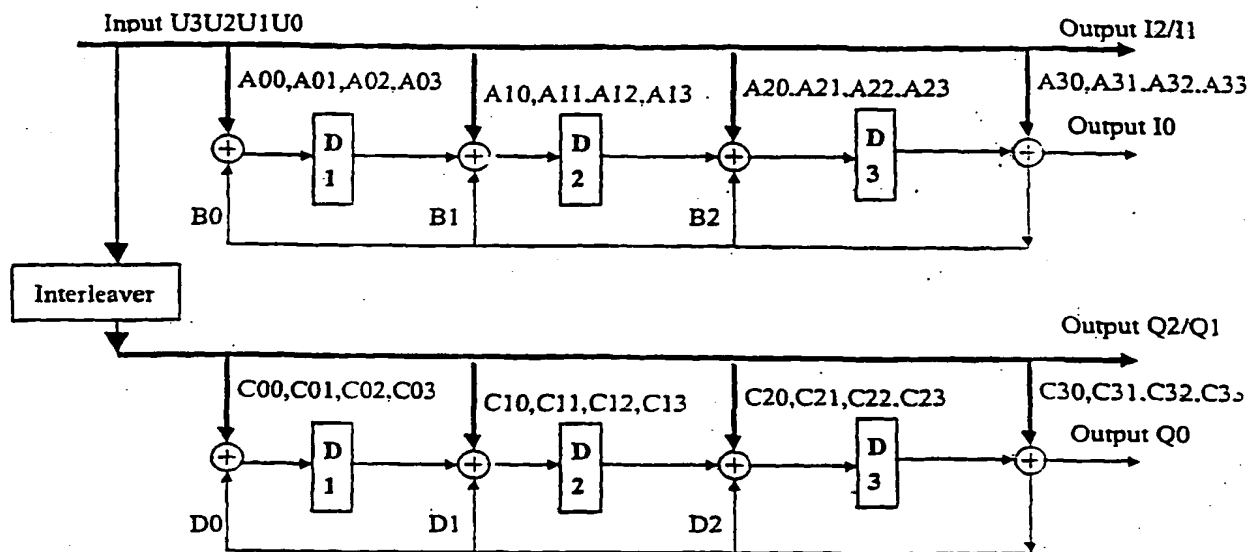 Input U3U2U1U0
Output I2/I1
A00,A01,A02,A03
A10,A11.A12,A13
A20.A21.A22.A23
A30,A31.A32.A33
Output I0
D
1
D
2
D
3
B0
B1
B2
Interleaver
Output Q2/Q1
C00,C01,C02,C03
C10,C11,C12,C13
C20,C21,C22.C23
C30,C31.C32.C33
Output Q0
D
1
D
2
D
3
D0
D1
D2